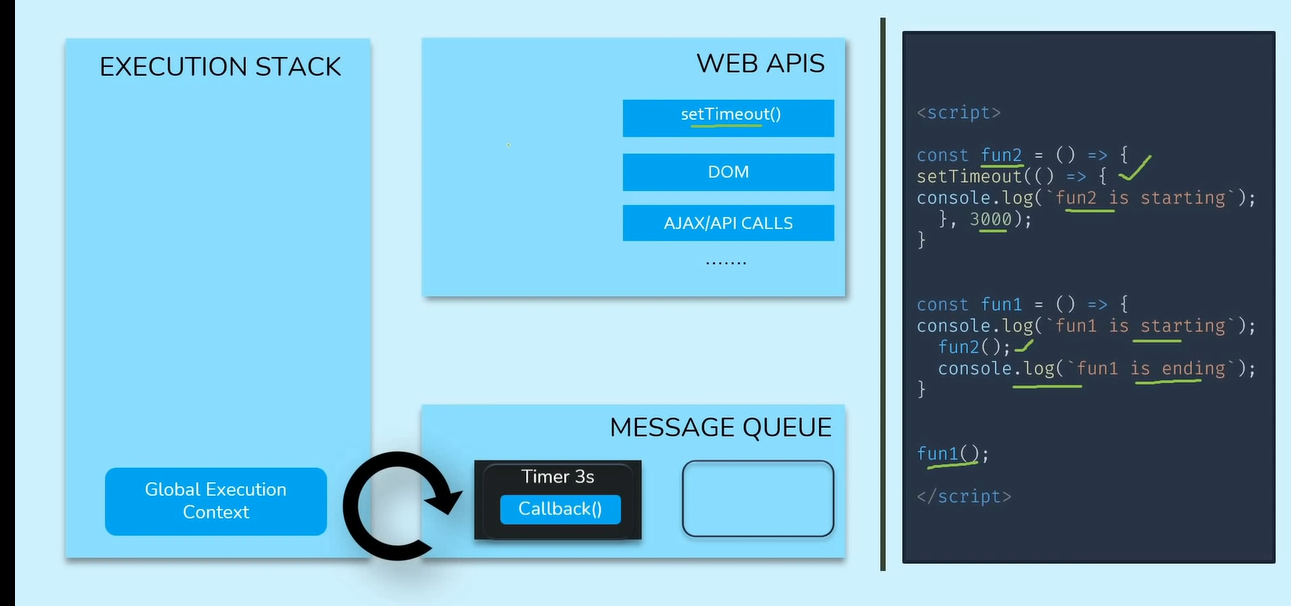 EXECUTION STACK
Global Execution
Context
WEB APIS
setTimeout()
DOM
AJAX/API CALLS
.......
MESSAGE QUEUE
Timer 3s
Callback()
<script>
const fun2 = () => {
setTimeout(() => {
console.log(`fun2 is starting`);
}, 3000);
}
const fun1 = () => {
console.log(`fun1 is starting`);
fun2();
console.log(`fun1 is ending`);
}
fun1();
</script>